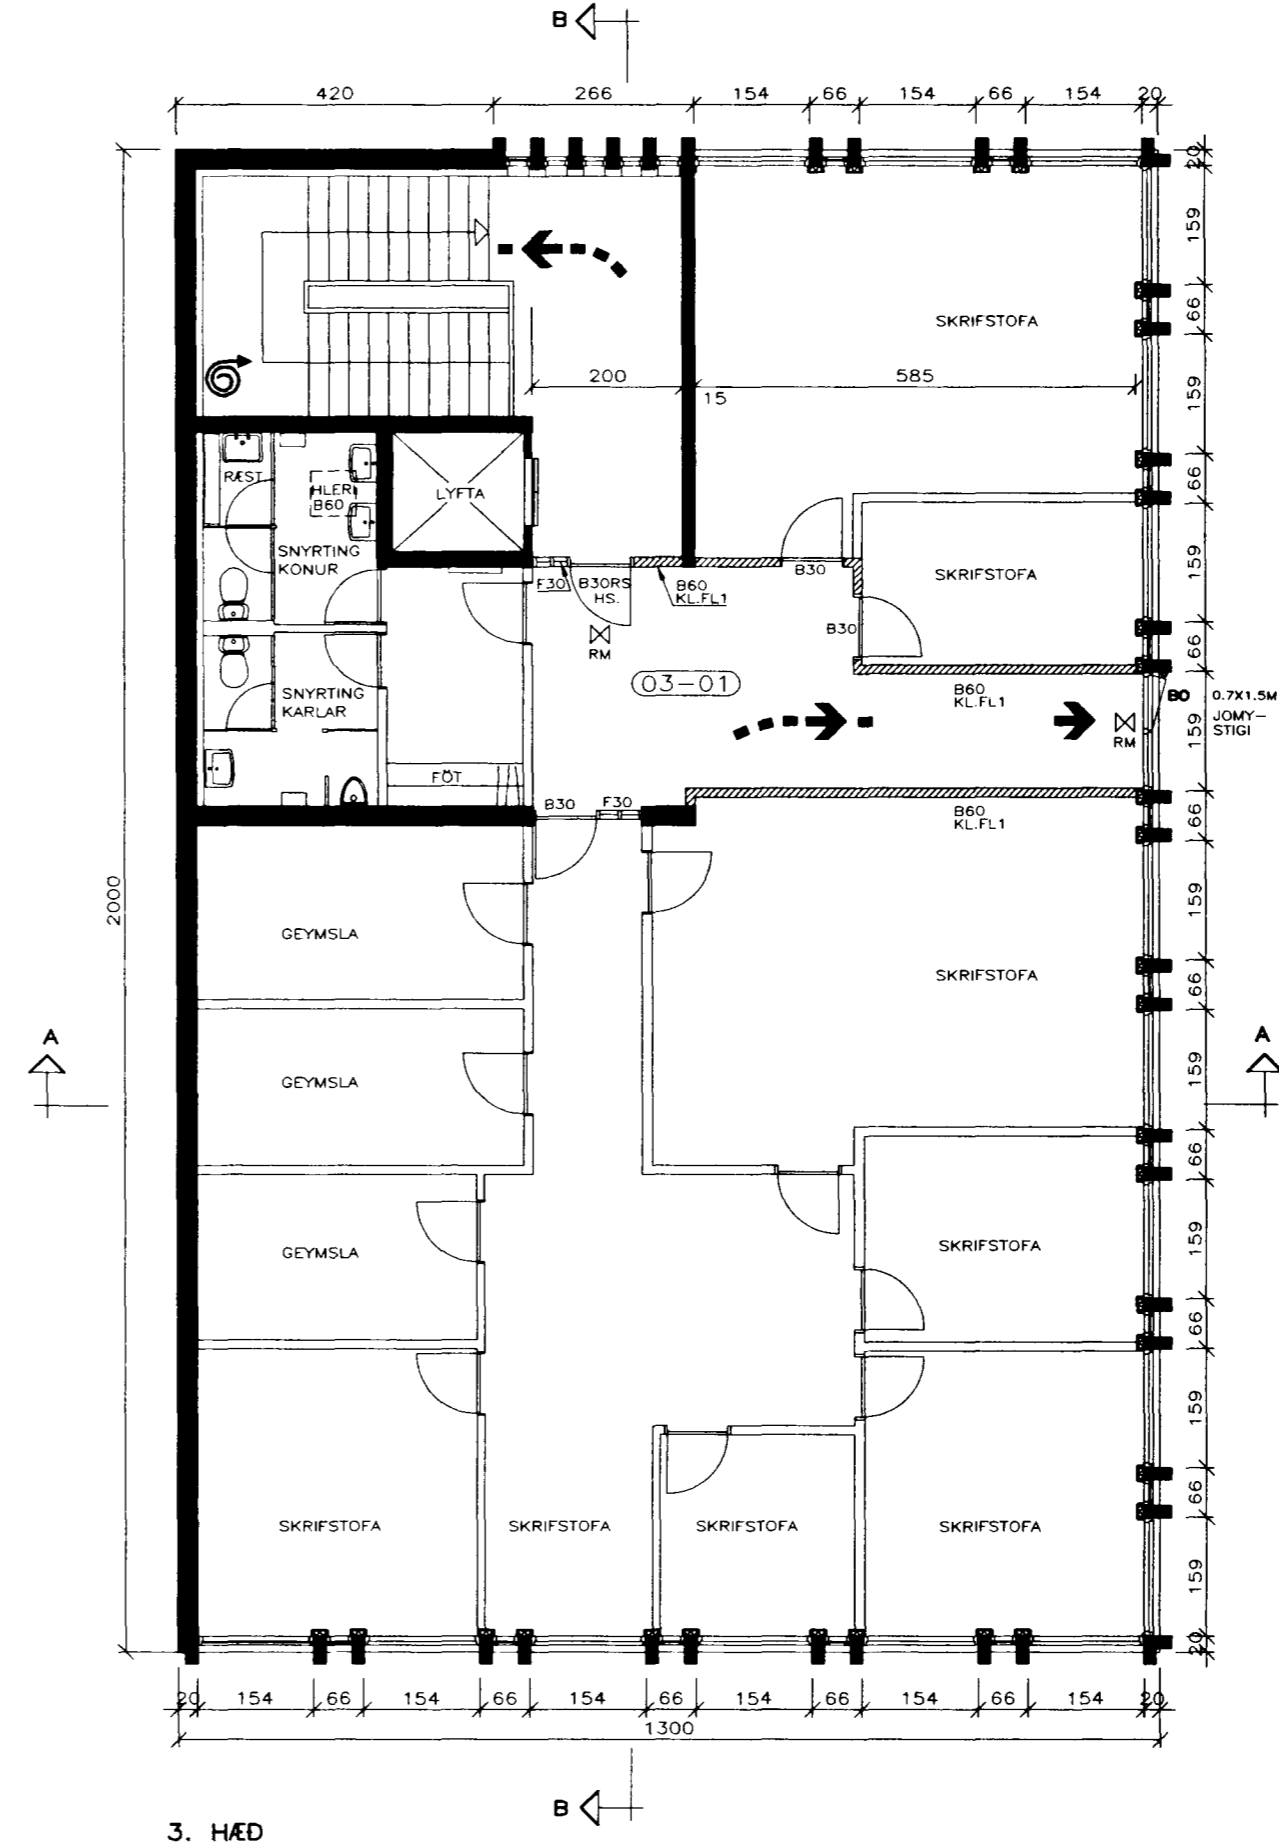 B
420 266 154 66 154 66 154 20
20
159
SKRIFSTOFA
66
200 585
15
159
RÆST
HLER
B60
LYFTA
66
SNYRTING
KONUR
F30 B30RS
HS.
B60
KL.FL1
B30
SKRIFSTOFA
159
RM
B30
66
03-01
SNYRTING
KARLAR
B60
KL.FL1
BO
0.7X1.5M
JOMY-
STIGI
RM
159
FÖT
B30 F30
B60
KL.FL1
66
2000
GEYMSLA
159
SKRIFSTOFA
66
A
A
GEYMSLA
159
66
GEYMSLA
SKRIFSTOFA
159
66
159
66
SKRIFSTOFA SKRIFSTOFA SKRIFSTOFA SKRIFSTOFA
159
20
20 154 66 154 66 154 66 154 66 154 66 154 20
1300
B
3. HÆÐ